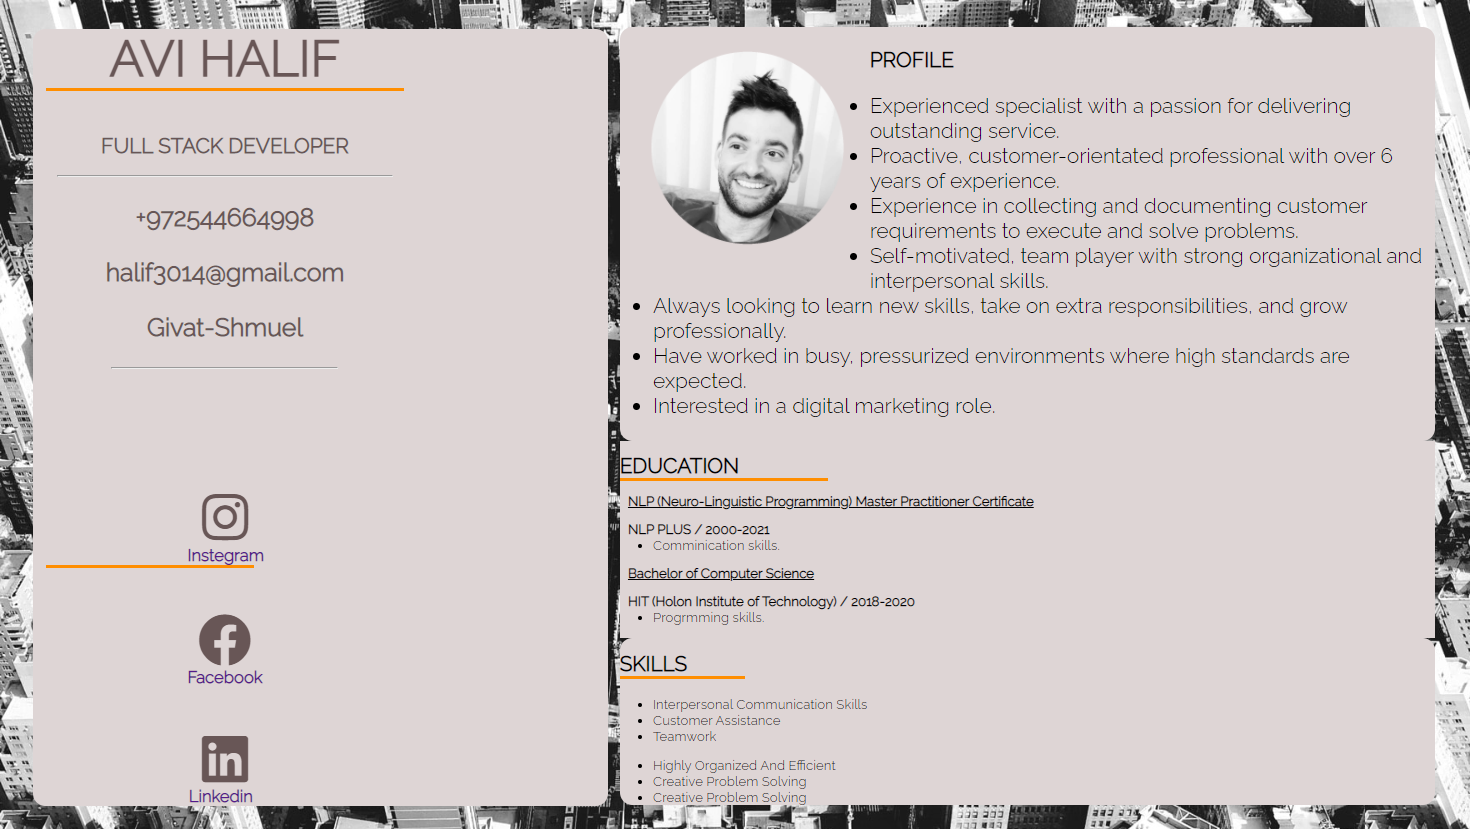 AVI HALIF
FULL STACK DEVELOPER
+972544664998
halif3014@gmail.com
Givat-Shmuel
Instegram
Facebook
Linkedin
PROFILE
Experienced specialist with a passion for delivering
outstanding service.
Proactive, customer-orientated professional with over 6
years of experience.
Experience in collecting and documenting customer
requirements to execute and solve problems.
Self-motivated, team player with strong organizational and
interpersonal skills.
Always looking to learn new skills, take on extra responsibilities, and grow
professionally.
Have worked in busy, pressurized environments where high standards are
expected.
Interested in a digital marketing role.
EDUCATION
NLP (Neuro-Linguistic Programming) Master Practitioner Certificate
NLP PLUS / 2000-2021
Comminication skills.
Bachelor of Computer Science
HIT (Holon Institute of Technology) / 2018-2020
Progrmming skills.
SKILLS
Interpersonal Communication Skills
Customer Assistance
Teamwork
Highly Organized And Efficient
Creative Problem Solving
Creative Problem Solving